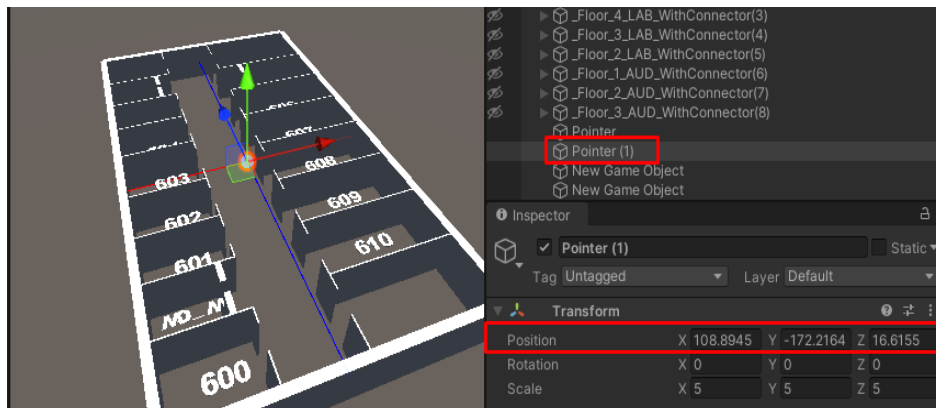 603
602
601
WD_M
600
607
608
609
610
_Floor_4_LAB_WithConnector(3)
_Floor_3_LAB_WithConnector(4)
_Floor_2_LAB_WithConnector(5)
_Floor_1_AUD_WithConnector(6)
_Floor_2_AUD_WithConnector(7)
_Floor_3_AUD_WithConnector(8)
Pointer
Pointer (1)
New Game Object
New Game Object
Inspector
Pointer (1) Static
Tag Untagged Layer Default
Transform
Position X 108.8945 Y -172.2164 Z 16.6155
Rotation X 0 Y 0 Z 0
Scale X 5 Y 5 Z 5